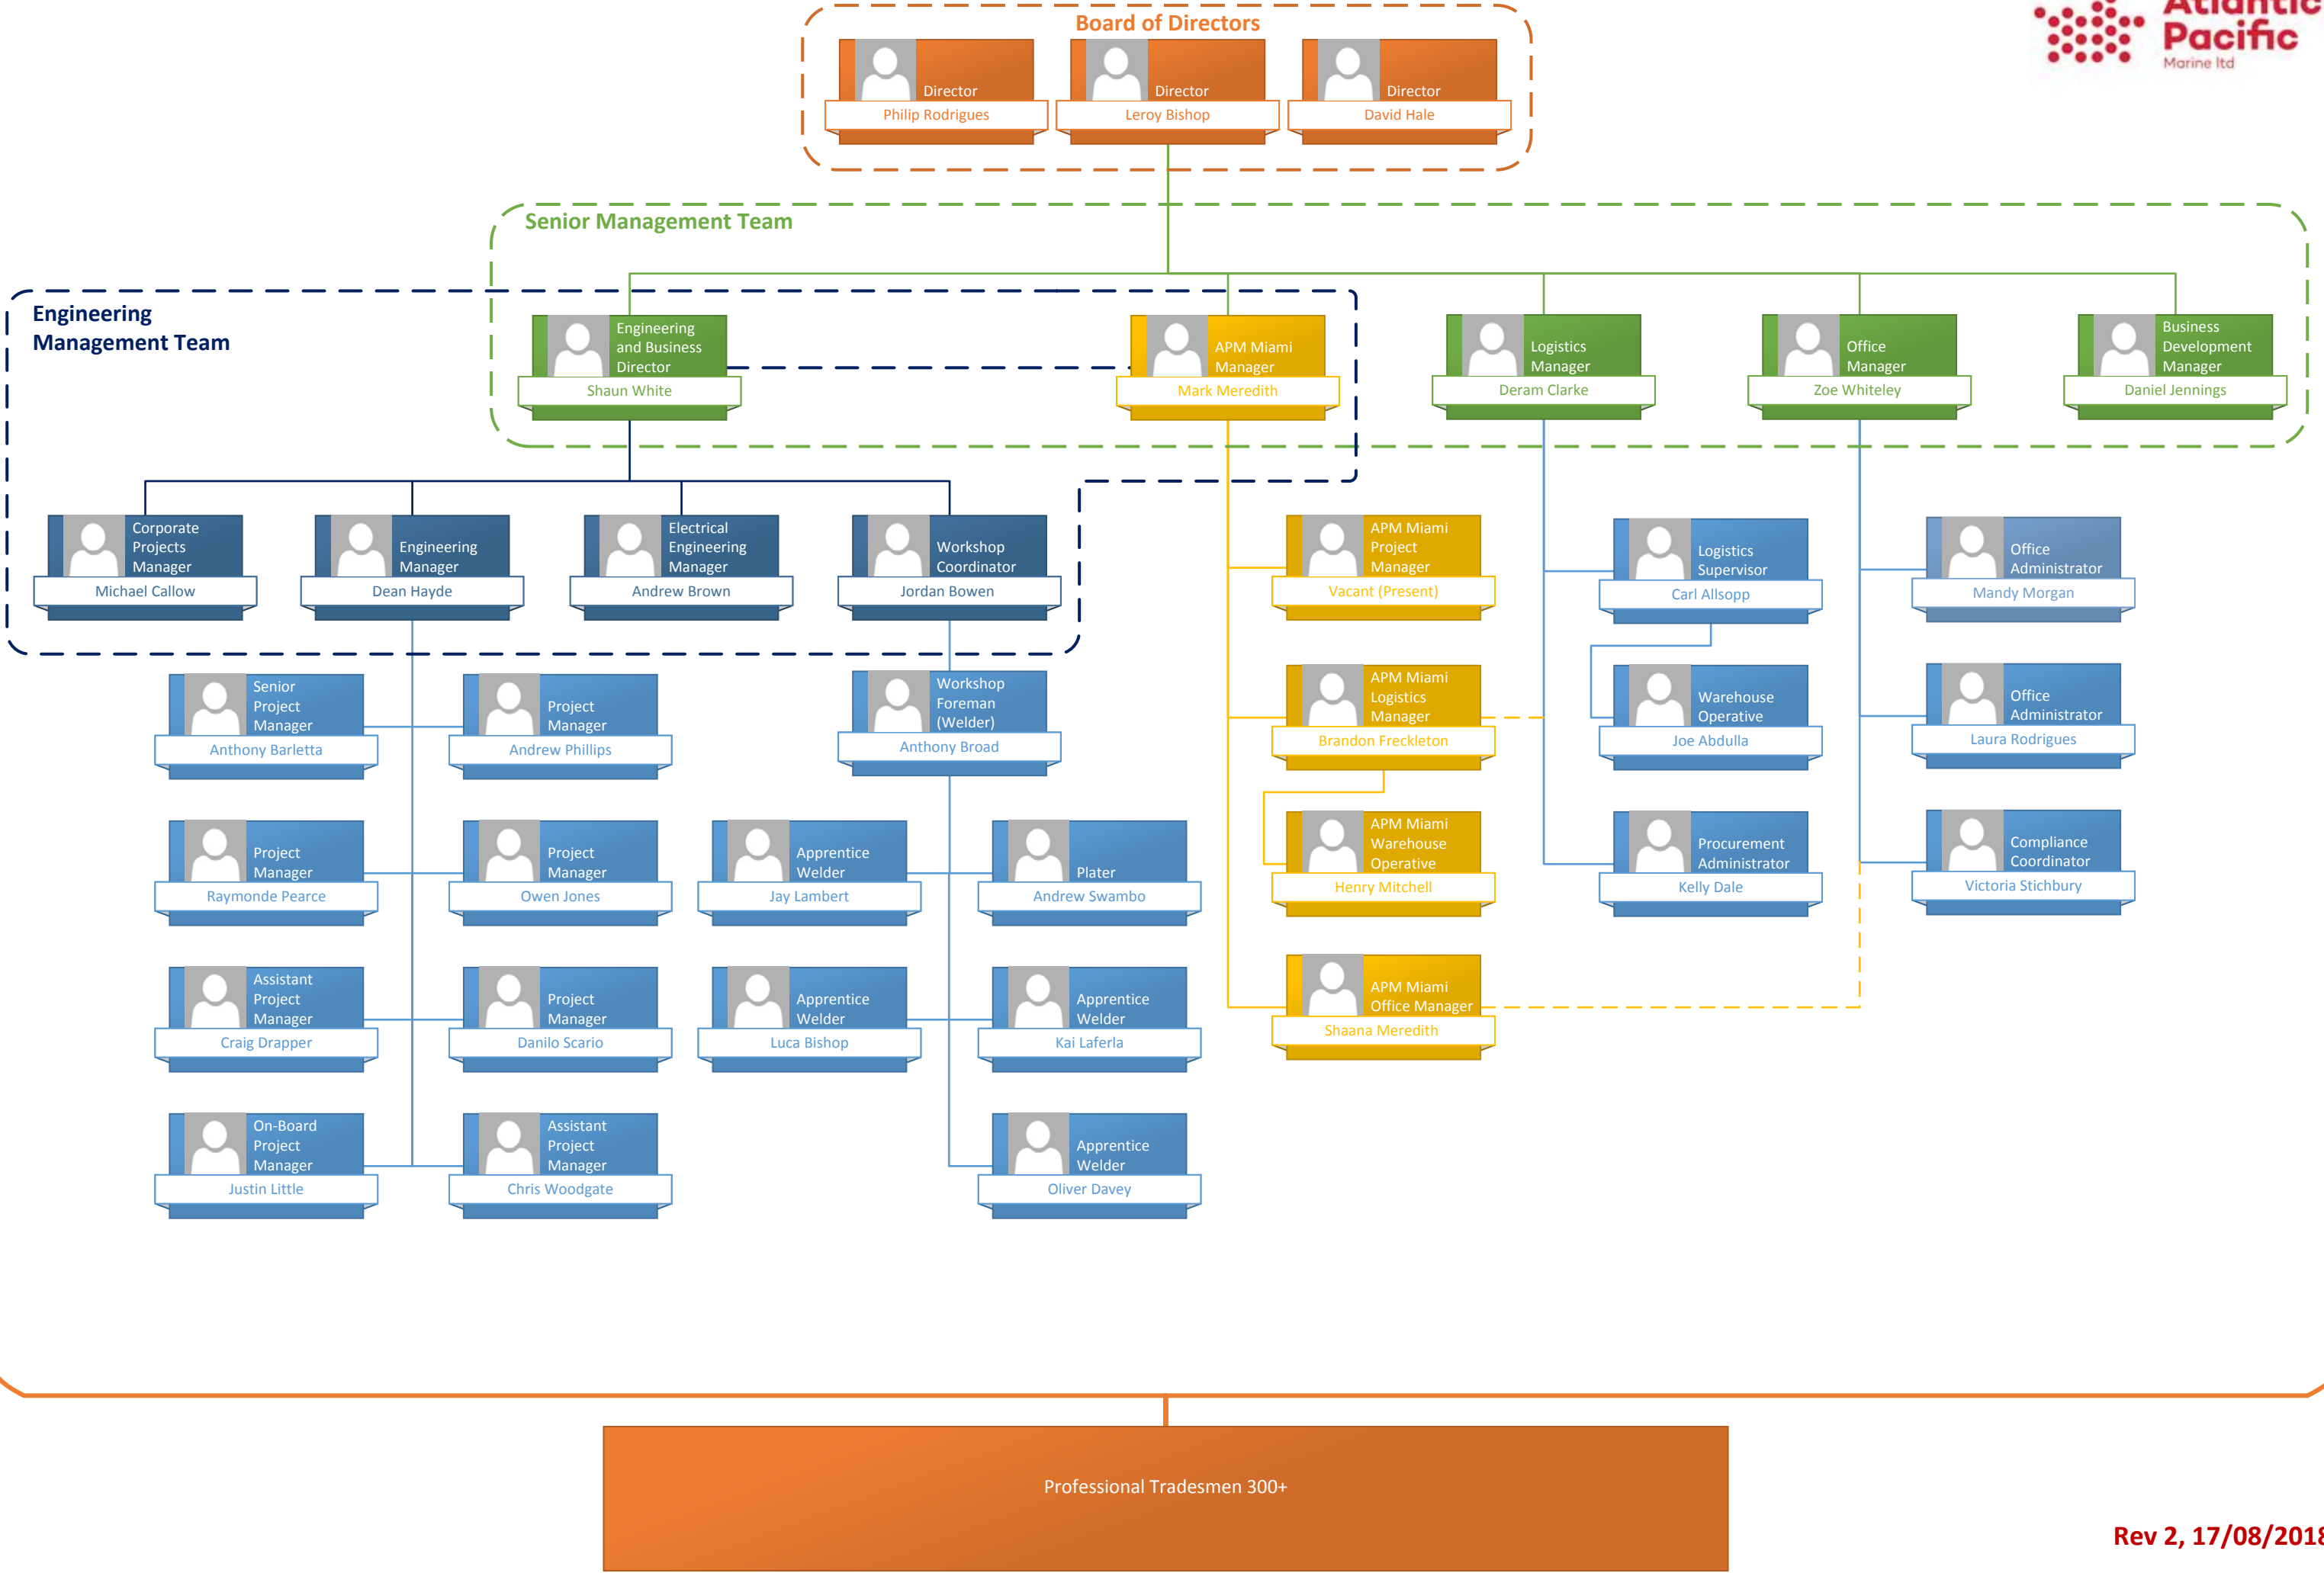 Board of Directors
Atlantic
Pacific
Marine ltd
Director
Philip Rodrigues
Director
Leroy Bishop
Director
David Hale
Senior Management Team
Engineering
Management Team
Engineering
and Business
Director
Shaun White
APM Miami
Manager
Mark Meredith
Logistics
Manager
Deram Clarke
Office
Manager
Zoe Whiteley
Business
Development
Manager
Daniel Jennings
Corporate
Projects
Manager
Michael Callow
Engineering
Manager
Dean Hayde
Electrical
Engineering
Manager
Andrew Brown
Workshop
Coordinator
Jordan Bowen
APM Miami
Project
Manager
Vacant (Present)
Logistics
Supervisor
Carl Allsopp
Office
Administrator
Mandy Morgan
Senior
Project
Manager
Anthony Barletta
Project
Manager
Andrew Phillips
Workshop
Foreman
(Welder)
Anthony Broad
APM Miami
Logistics
Manager
Brandon Freckleton
Warehouse
Operative
Joe Abdulla
Office
Administrator
Laura Rodrigues
Project
Manager
Raymonde Pearce
Project
Manager
Owen Jones
Apprentice
Welder
Jay Lambert
Plater
Andrew Swambo
APM Miami
Warehouse
Operative
Henry Mitchell
Procurement
Administrator
Kelly Dale
Compliance
Coordinator
Victoria Stichbury
Assistant
Project
Manager
Craig Drapper
Project
Manager
Danilo Scario
Apprentice
Welder
Luca Bishop
Apprentice
Welder
Kai Laferla
APM Miami
Office Manager
Shaana Meredith
On-Board
Project
Manager
Justin Little
Assistant
Project
Manager
Chris Woodgate
Apprentice
Welder
Oliver Davey
Professional Tradesmen 300+
Rev 2, 17/08/2018